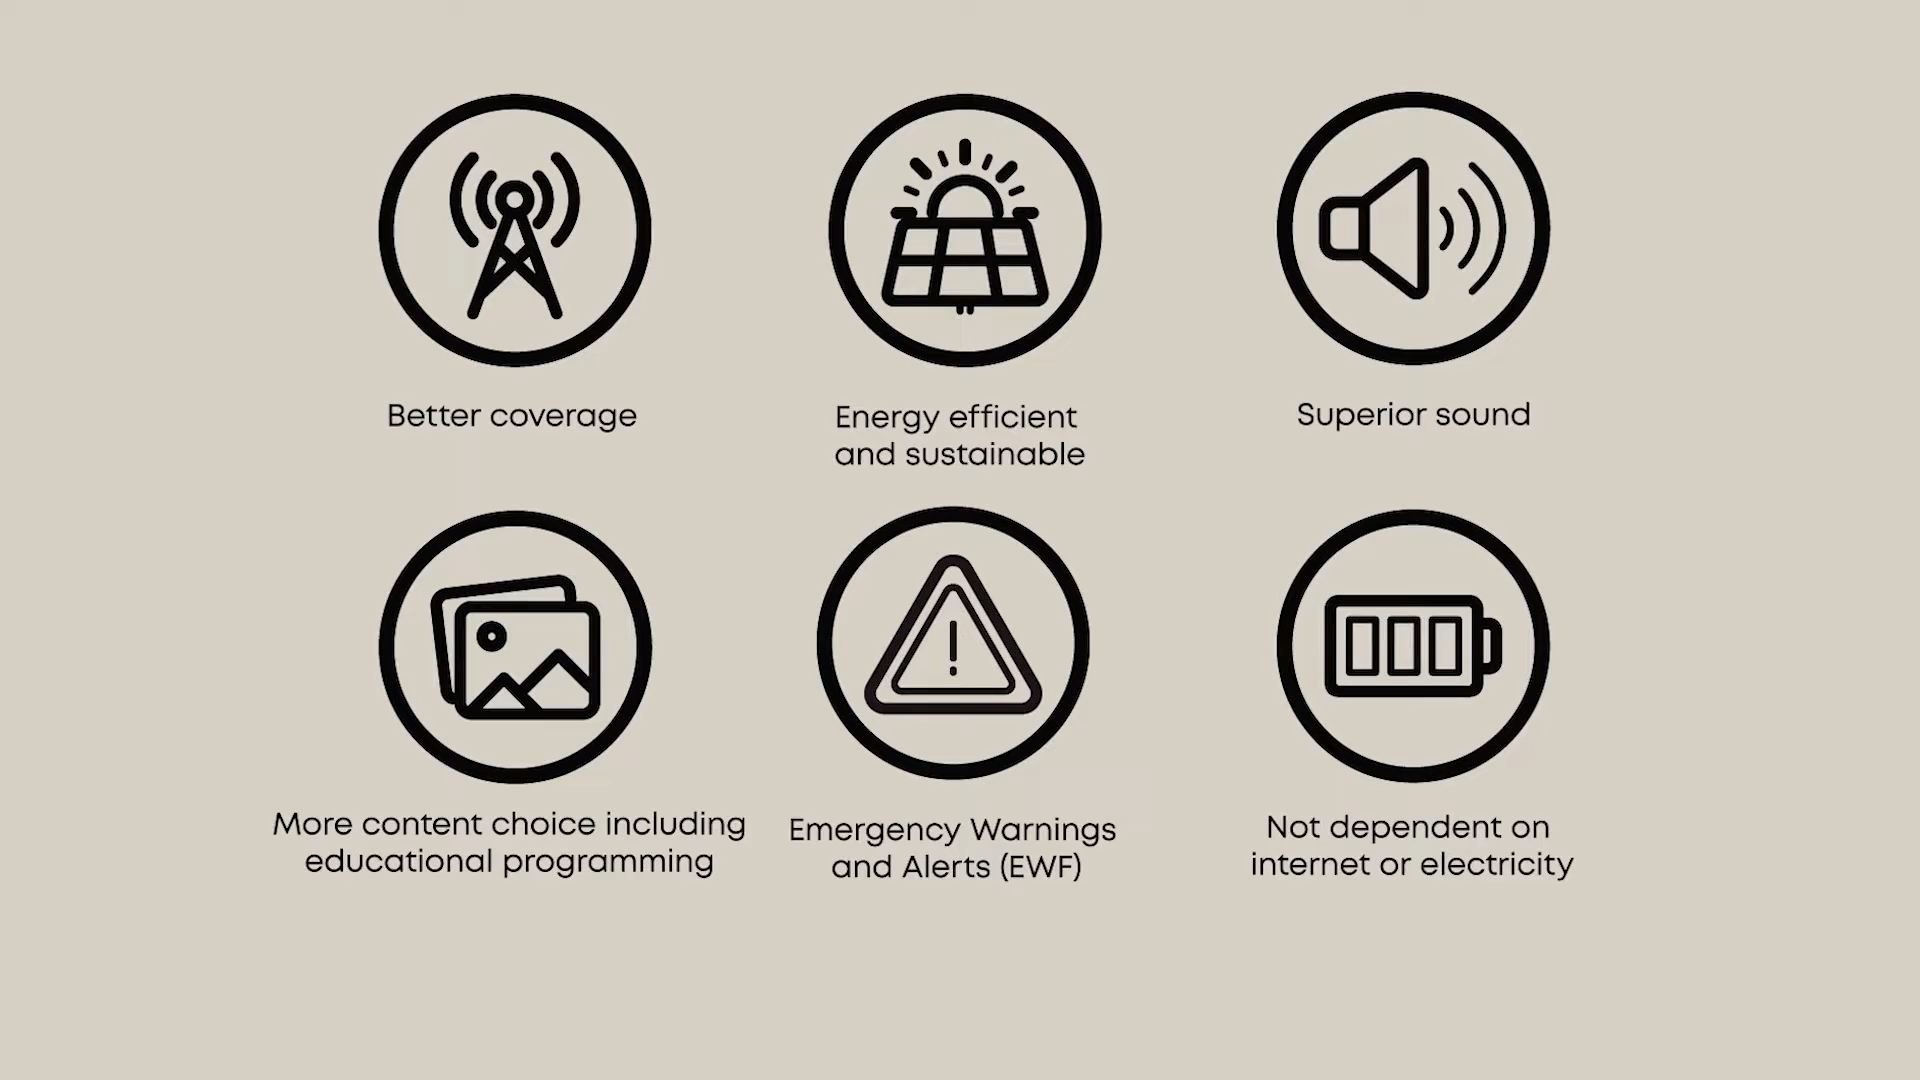 Better coverage
Energy efficient
and sustainable
Superior sound
More content choice including
educational programming
Emergency Warnings
and Alerts (EWF)
Not dependent on
internet or electricity